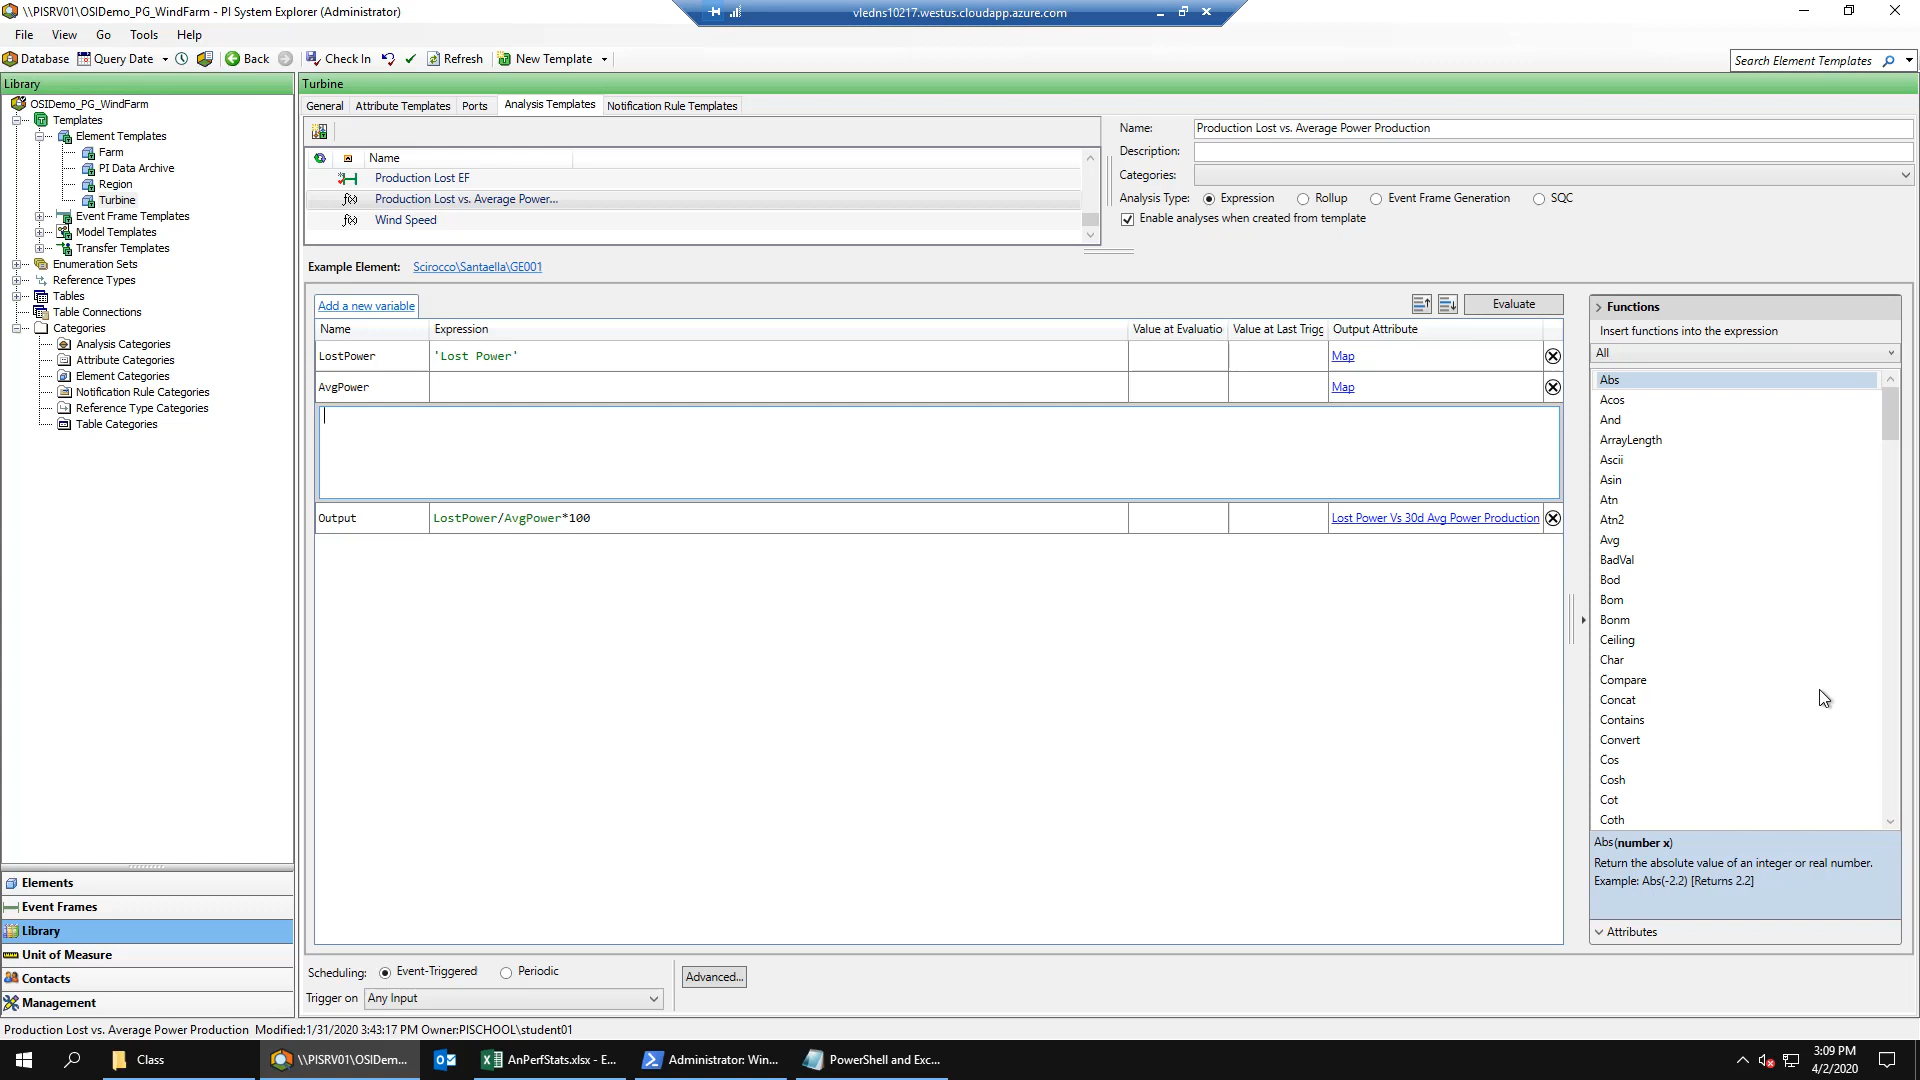 \\PISRV01\OSIDemo_PG_WindFarm - PI System Explorer (Administrator)
vledns10217.westus.cloudapp.azure.com
File View Go Tools Help
Database Query Date Back Check In Refresh New Template
Search Element Templates
Library
OSIDemo_PG_WindFarm
Templates
Element Templates
Farm
PI Data Archive
Region
Turbine
Event Frame Templates
Model Templates
Transfer Templates
Enumeration Sets
Reference Types
Tables
Table Connections
Categories
Analysis Categories
Attribute Categories
Element Categories
Notification Rule Categories
Reference Type Categories
Table Categories
Elements
Event Frames
Library
Unit of Measure
Contacts
Management
Turbine
General Attribute Templates Ports Analysis Templates Notification Rule Templates
Name
Production Lost EF
f(x) Production Lost vs. Average Power...
f(x) Wind Speed
Name: Production Lost vs. Average Power Production
Description:
Categories:
Analysis Type: Expression Rollup Event Frame Generation SQC
Enable analyses when created from template
Example Element: Scirocco\Santaella\GE001
Add a new variable
Evaluate
Name Expression Value at Evaluatio Value at Last Trigg Output Attribute
LostPower 'Lost Power' Map
AvgPower Map
Output LostPower/AvgPower*100 Lost Power Vs 30d Avg Power Production
Functions
Insert functions into the expression
All
Abs
Acos
And
ArrayLength
Ascii
Asin
Atn
Atn2
Avg
BadVal
Bod
Bom
Bonm
Ceiling
Char
Compare
Concat
Contains
Convert
Cos
Cosh
Cot
Coth
Abs(number x)
Return the absolute value of an integer or real number.
Example: Abs(-2.2) [Returns 2.2]
Attributes
Scheduling: Event-Triggered Periodic
Advanced...
Trigger on Any Input
Production Lost vs. Average Power Production Modified:1/31/2020 3:43:17 PM Owner:PISCHOOL\student01
Class
\\PISRV01\OSIDem...
AnPerfStats.xlsx - E...
Administrator: Win...
PowerShell and Exc...
3:09 PM
4/2/2020